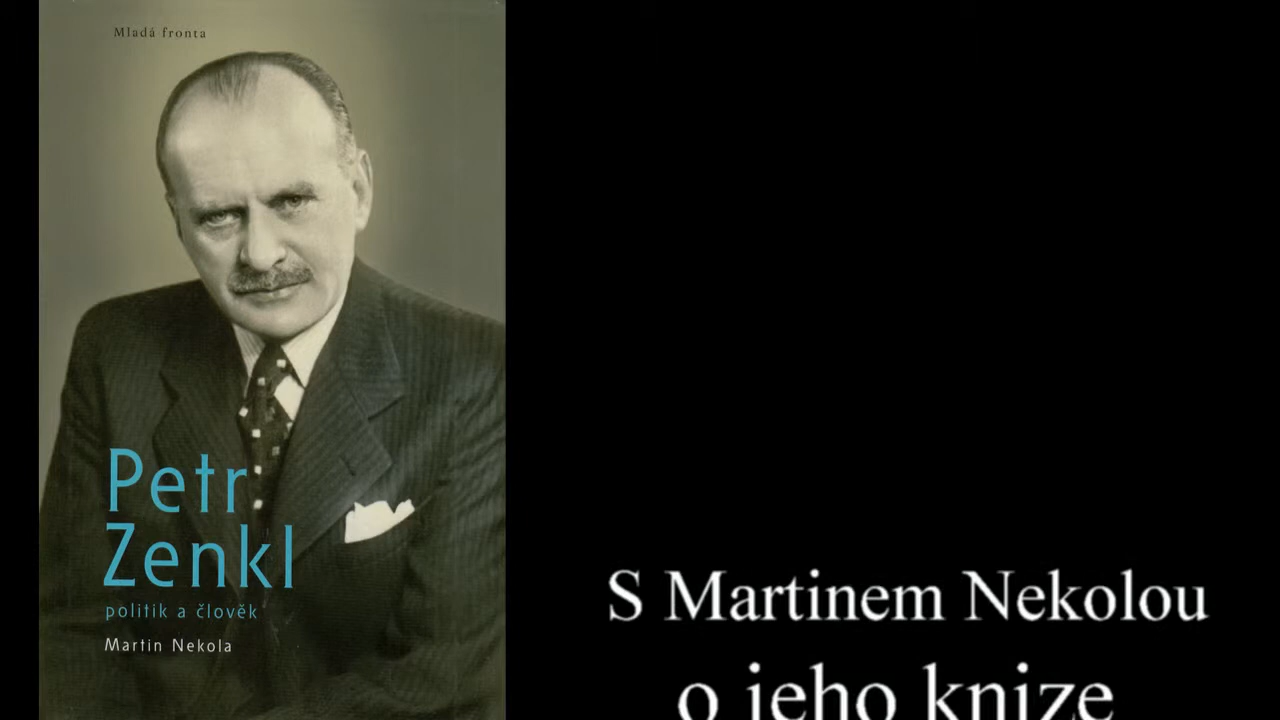 Mladá fronta
Petr
Zenkl
politik a člověk
Martin Nekola
S Martinem Nekolou
o jeho knize